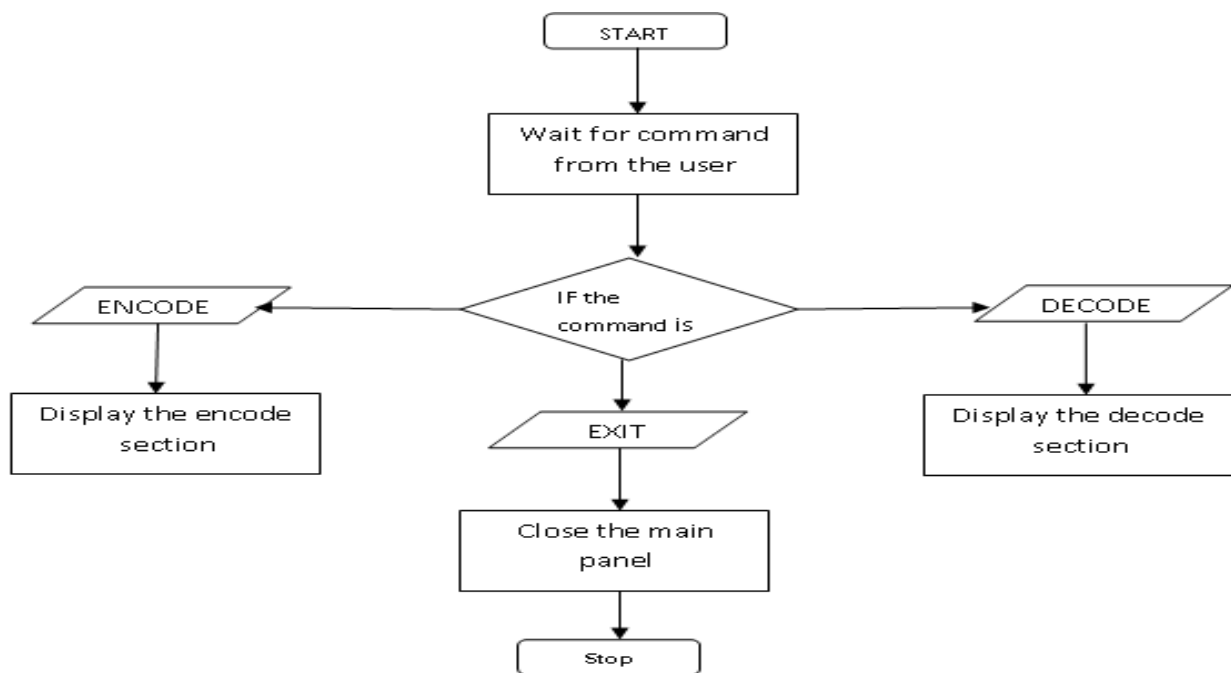 START
Wait for command
from the user
IF the
command is
ENCODE
DECODE
Display the encode
section
EXIT
Display the decode
section
Close the main
panel
Stop